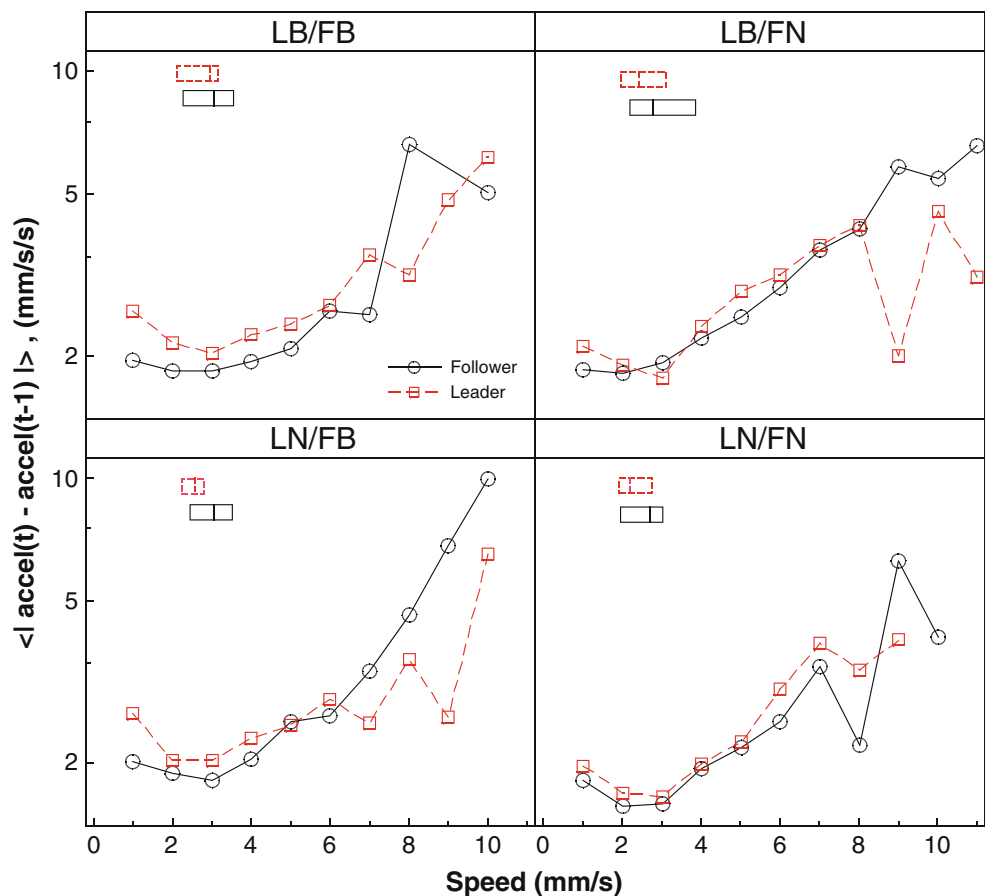 LB/FB
LB/FN
10
5
2
Follower
Leader
LN/FB
LN/FN
10
5
2
0 2 4 6 8 10
0 2 4 6 8 10
Speed (mm/s)
<| accel(t) - accel(t-1) |> , (mm/s/s)